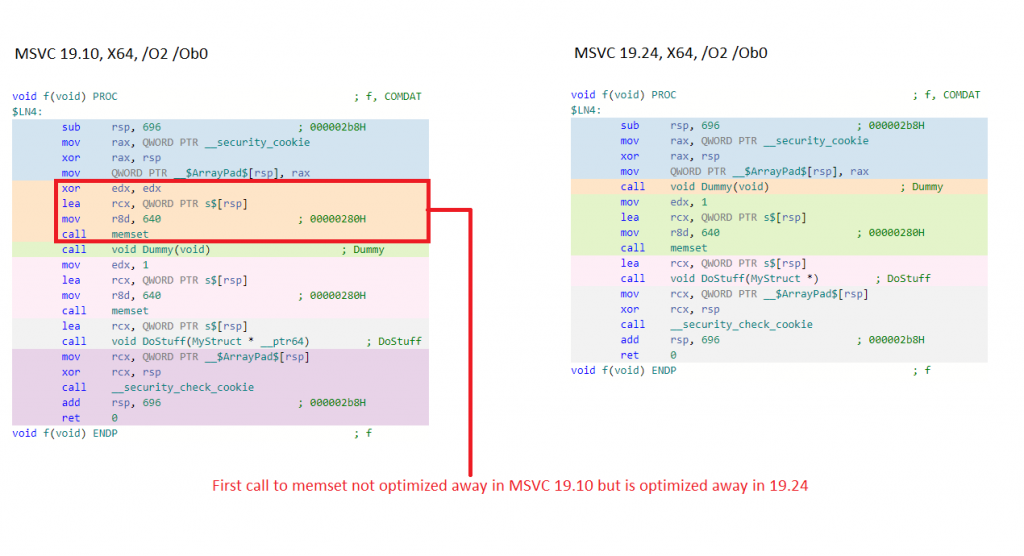 MSVC 19.10, X64, /O2 /Ob0
void f(void) PROC ; f, COMDAT
$LN4:
sub rsp, 696 ; 000002b8H
mov rax, QWORD PTR __security_cookie
xor rax, rsp
mov QWORD PTR __$ArrayPad$[rsp], rax
xor edx, edx
lea rcx, QWORD PTR s$[rsp]
mov r8d, 640 ; 00000280H
call memset
call void Dummy(void) ; Dummy
mov edx, 1
lea rcx, QWORD PTR s$[rsp]
mov r8d, 640 ; 00000280H
call memset
lea rcx, QWORD PTR s$[rsp]
call void DoStuff(MyStruct * __ptr64) ; DoStuff
mov rcx, QWORD PTR __$ArrayPad$[rsp]
xor rcx, rsp
call __security_check_cookie
add rsp, 696 ; 000002b8H
ret 0
void f(void) ENDP ; f
MSVC 19.24, X64, /O2 /Ob0
void f(void) PROC ; f, COMDAT
$LN4:
sub rsp, 696 ; 000002b8H
mov rax, QWORD PTR __security_cookie
xor rax, rsp
mov QWORD PTR __$ArrayPad$[rsp], rax
call void Dummy(void) ; Dummy
mov edx, 1
lea rcx, QWORD PTR s$[rsp]
mov r8d, 640 ; 00000280H
call memset
lea rcx, QWORD PTR s$[rsp]
call void DoStuff(MyStruct *) ; DoStuff
mov rcx, QWORD PTR __$ArrayPad$[rsp]
xor rcx, rsp
call __security_check_cookie
add rsp, 696 ; 000002b8H
ret 0
void f(void) ENDP ; f
First call to memset not optimized away in MSVC 19.10 but is optimized away in 19.24